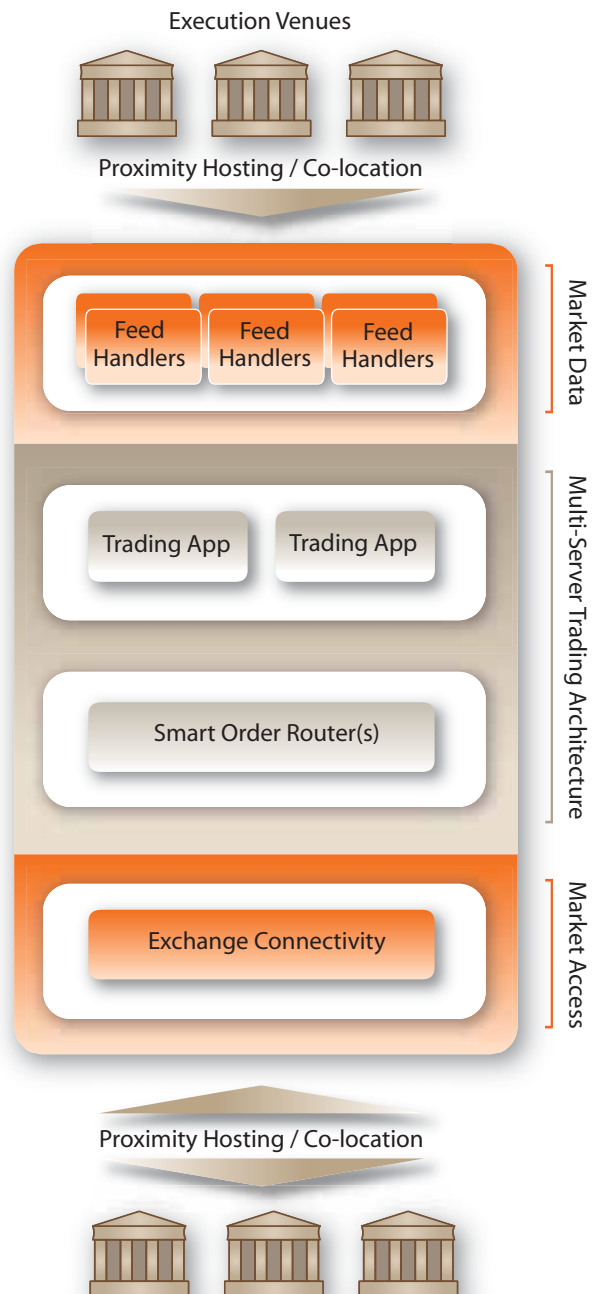 Execution Venues
Proximity Hosting / Co-location
Feed
Handlers
Feed
Handlers
Feed
Handlers
Market Data
Trading App
Trading App
Smart Order Router(s)
Multi-Server Trading Architecture
Exchange Connectivity
Market Access
Proximity Hosting / Co-location